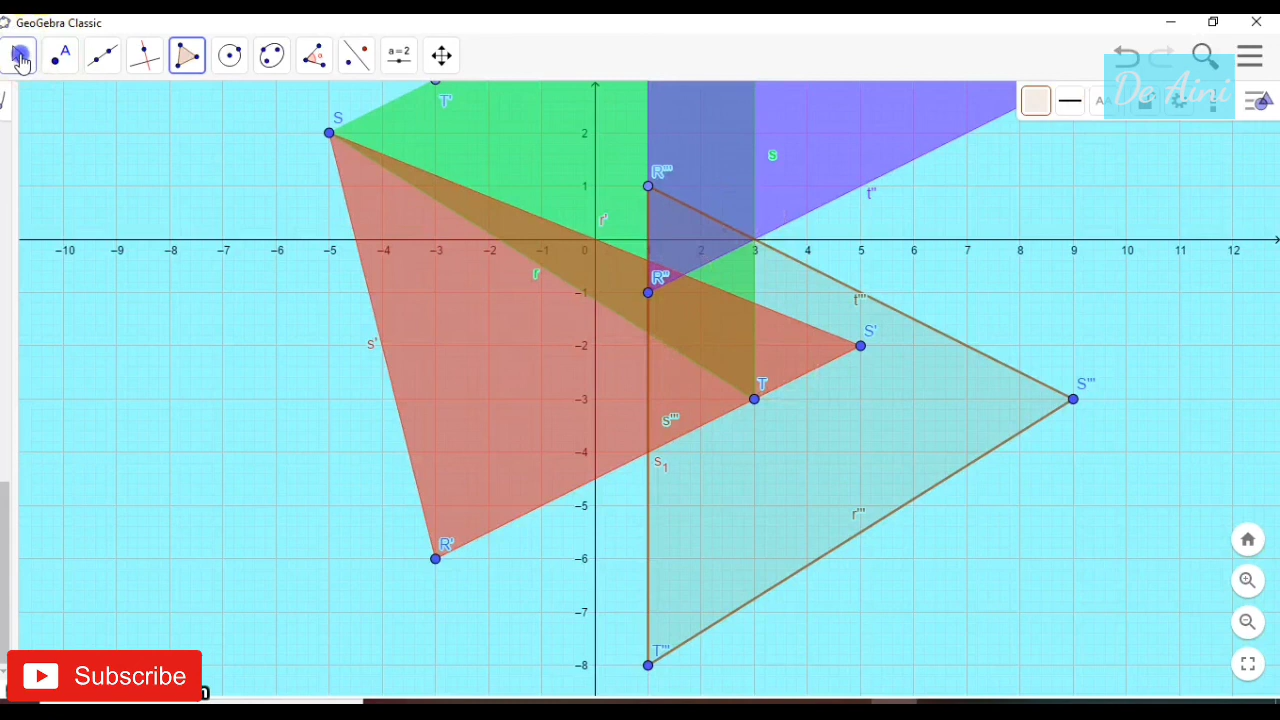 GeoGebra Classic
A
a=2
De Aini
S
T'
2
s
R'''
1
t''
r'
-10 -9 -8 -7 -6 -5 -4 -3 -2 -1 0 1 2 3 4 5 6 7 8 9 10 11 12
r
R''
-1
t'''
S'
s'
-2
T
S'''
-3
s'''
-4
s₁
-5
r'''
R'
-6
-7
T'''
-8
Subscribe
n